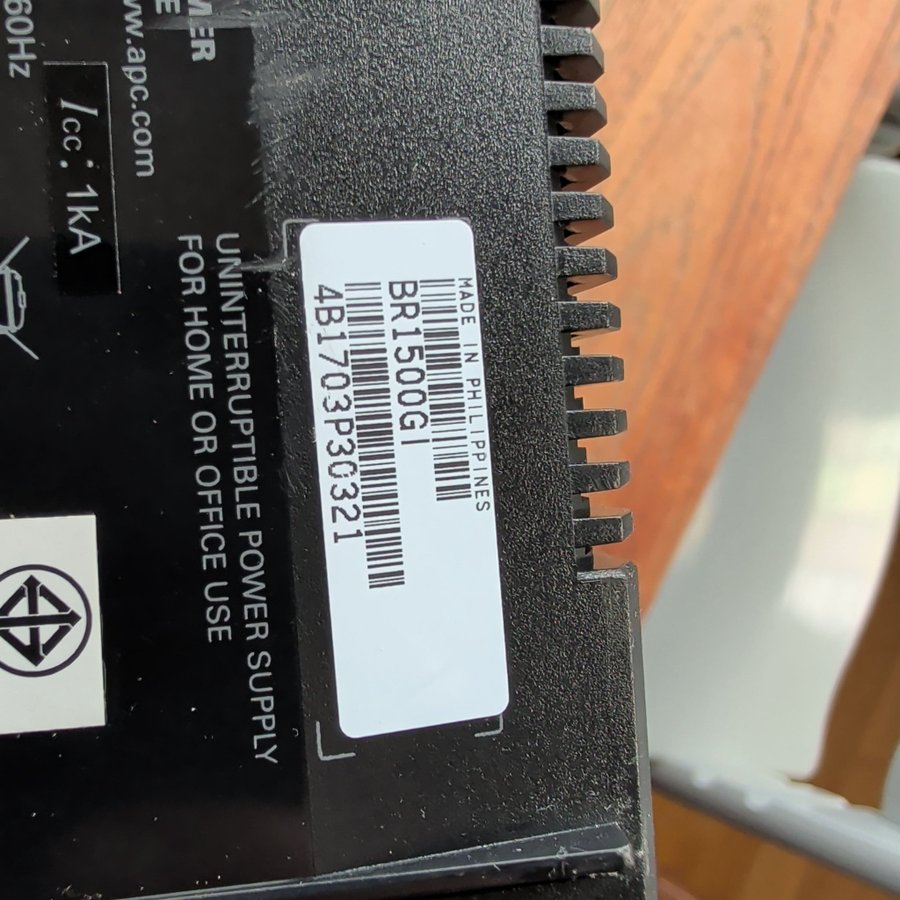 MADE IN PHILIPPINES
BR1500GI
4B1703P30321
UNINTERRUPTIBLE POWER SUPPLY
FOR HOME OR OFFICE USE
MER
E
ww.apc.com
Icc: 1kA
60Hz